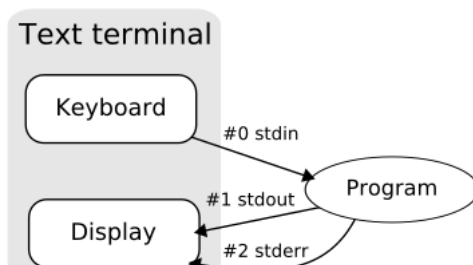 Text terminal
Keyboard
#0 stdin
Program
#1 stdout
Display
#2 stderr